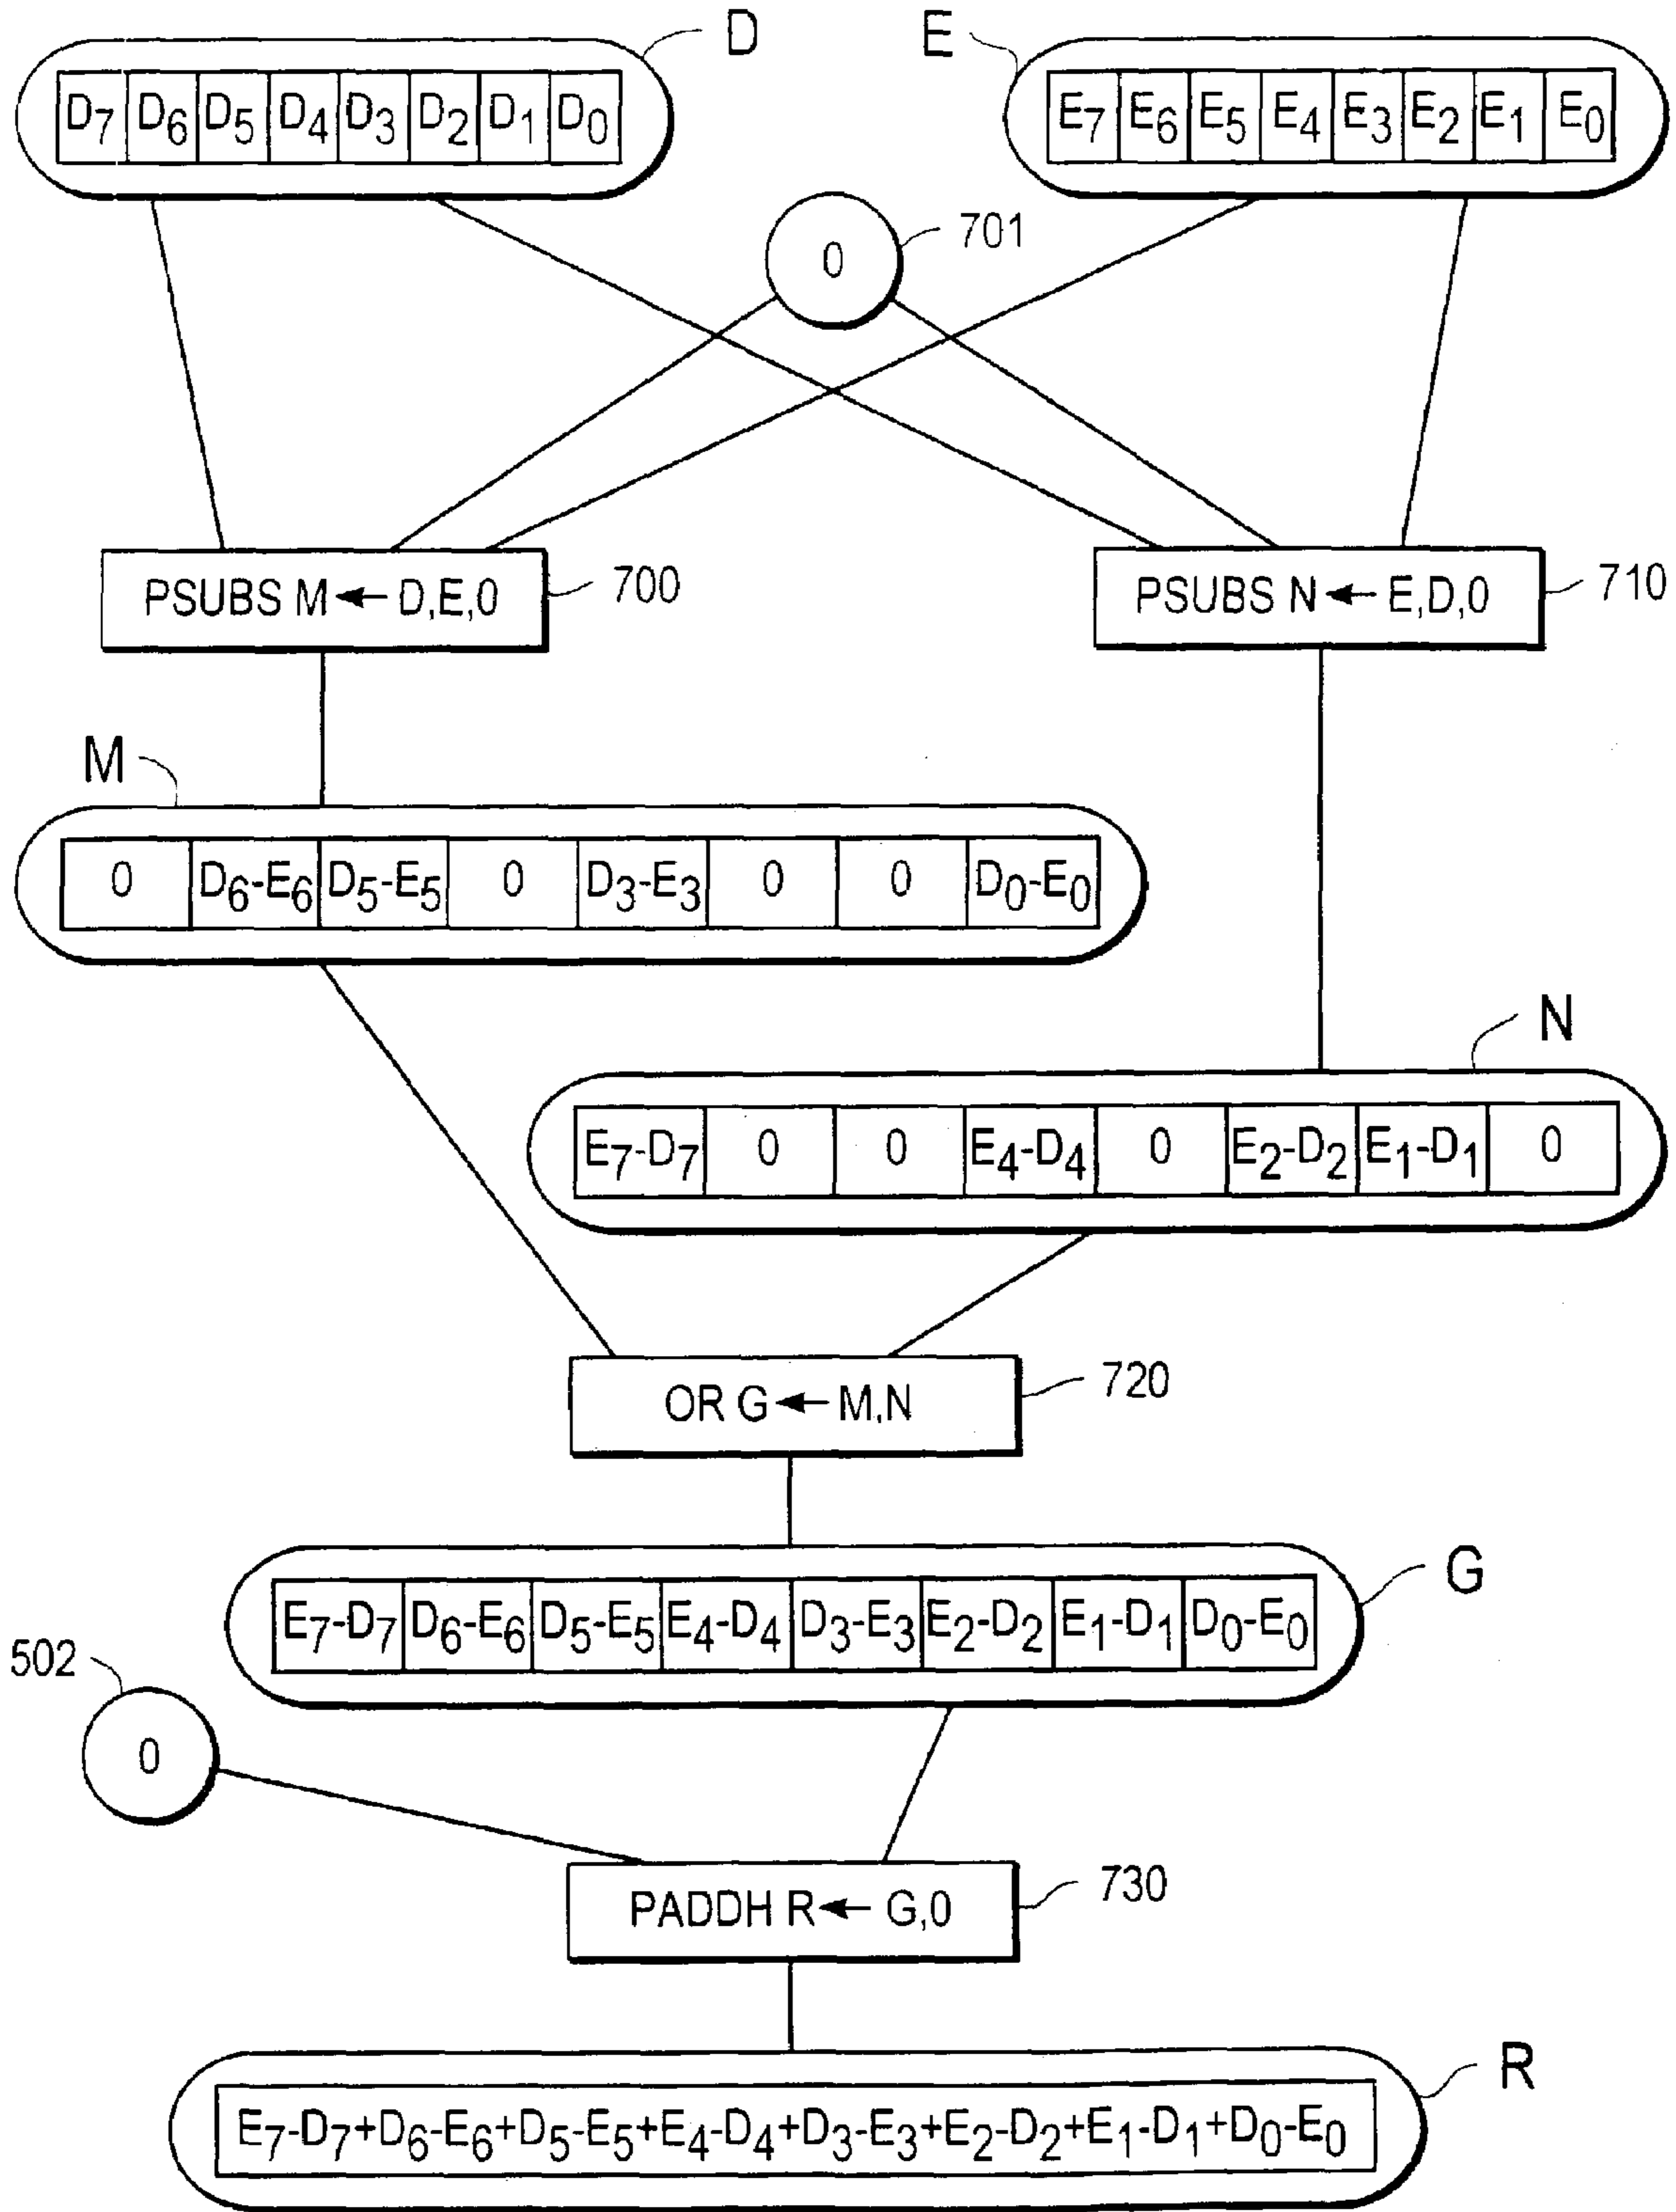 D
E
D7 D6 D5 D4 D3 D2 D1 D0
E7 E6 E5 E4 E3 E2 E1 E0
0
701
PSUBS M ← D,E,0
700
PSUBS N ← E,D,0
710
M
0 D6-E6 D5-E5 0 D3-E3 0 0 D0-E0
N
E7-D7 0 0 E4-D4 0 E2-D2 E1-D1 0
OR G ← M,N
720
G
E7-D7 D6-E6 D5-E5 E4-D4 D3-E3 E2-D2 E1-D1 D0-E0
502
0
PADDH R ← G,0
730
R
E7-D7+D6-E6+D5-E5+E4-D4+D3-E3+E2-D2+E1-D1+D0-E0